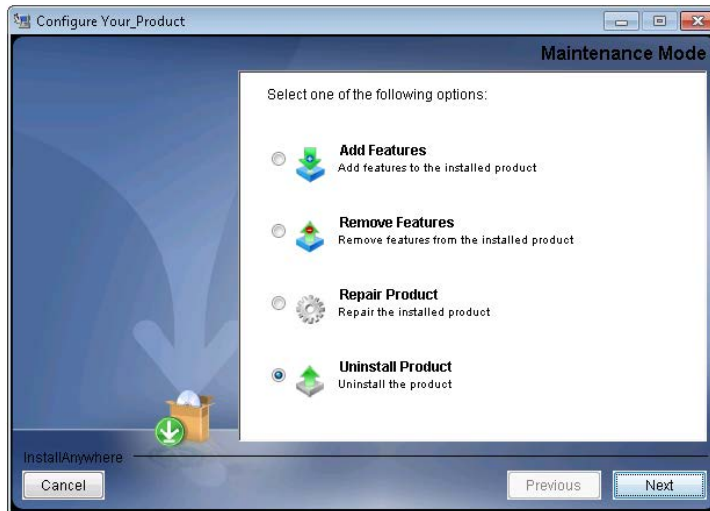 Configure Your_Product
Maintenance Mode
Select one of the following options:
Add Features
Add features to the installed product
Remove Features
Remove features from the installed product
Repair Product
Repair the installed product
Uninstall Product
Uninstall the product
InstallAnywhere
Cancel
Previous
Next